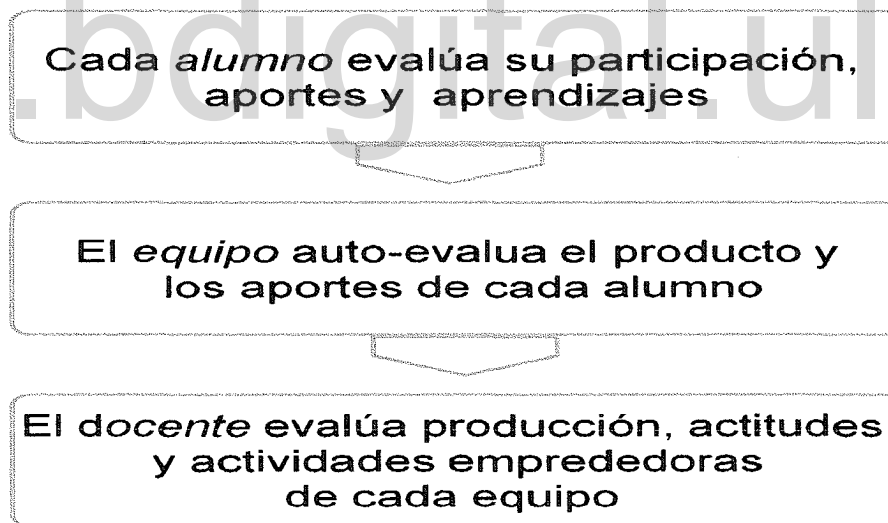 .bdigital.ul
Cada alumno evalúa su participación,
aportes y aprendizajes
El equipo auto-evalua el producto y
los aportes de cada alumno
El docente evalúa producción, actitudes
y actividades emprededoras
de cada equipo